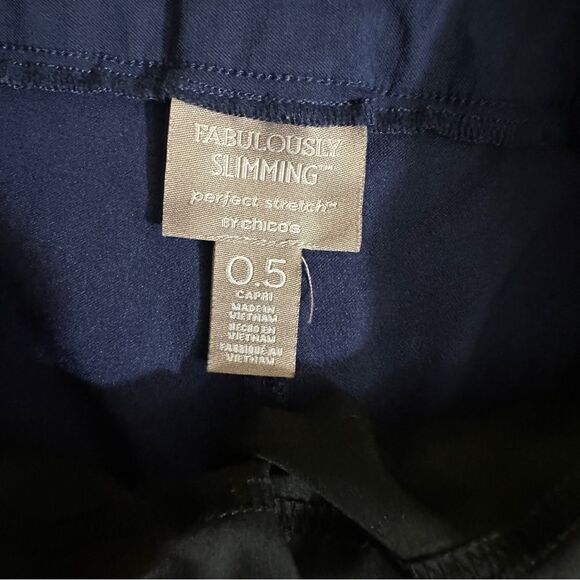 FABULOUSLY
SLIMMING™
perfect stretch™
BY chico's
0.5
CAPRI
MADE IN
VIETNAM
HECHO EN
VIETNAM
FABRIQUÉ AU
VIETNAM